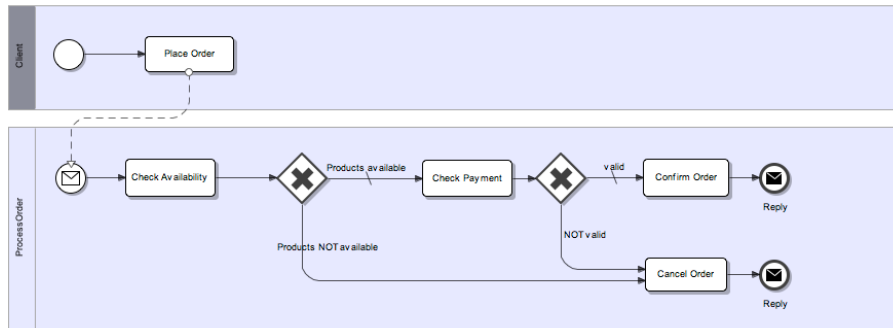 Client
Place Order
ProcessOrder
Check Availability
Products available
Check Payment
valid
Confirm Order
Reply
Products NOT available
NOT valid
Cancel Order
Reply